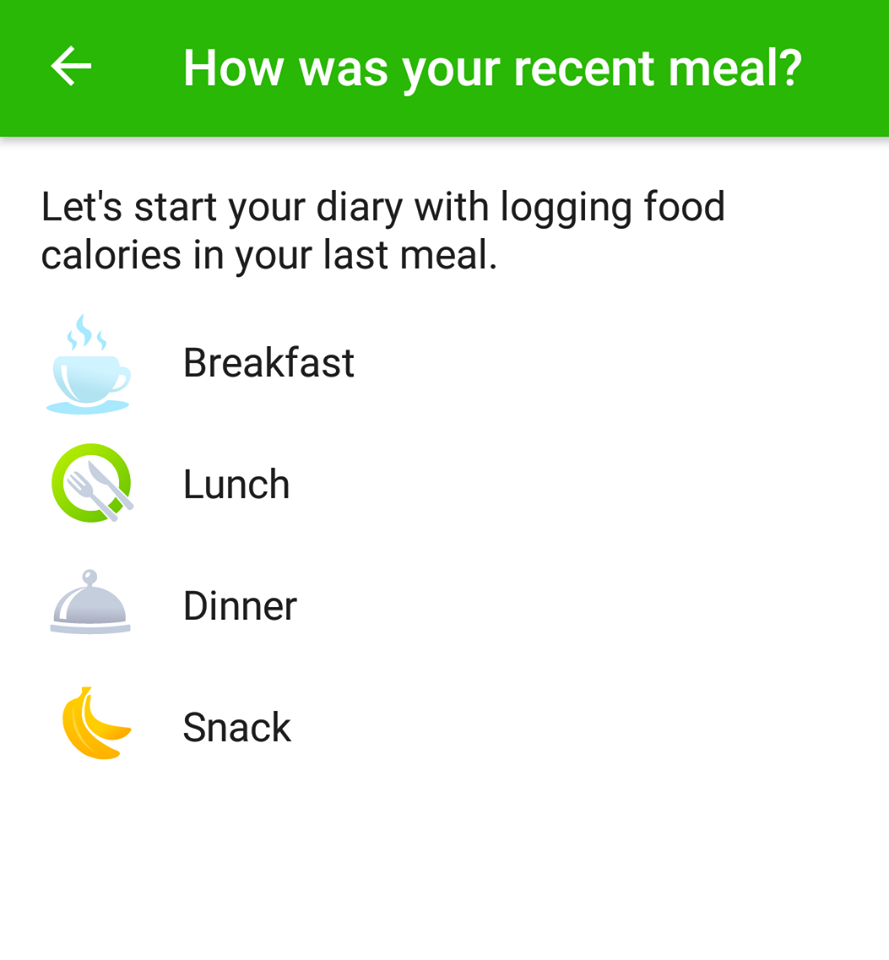 How was your recent meal?
Let's start your diary with logging food
calories in your last meal.
Breakfast
Lunch
Dinner
Snack